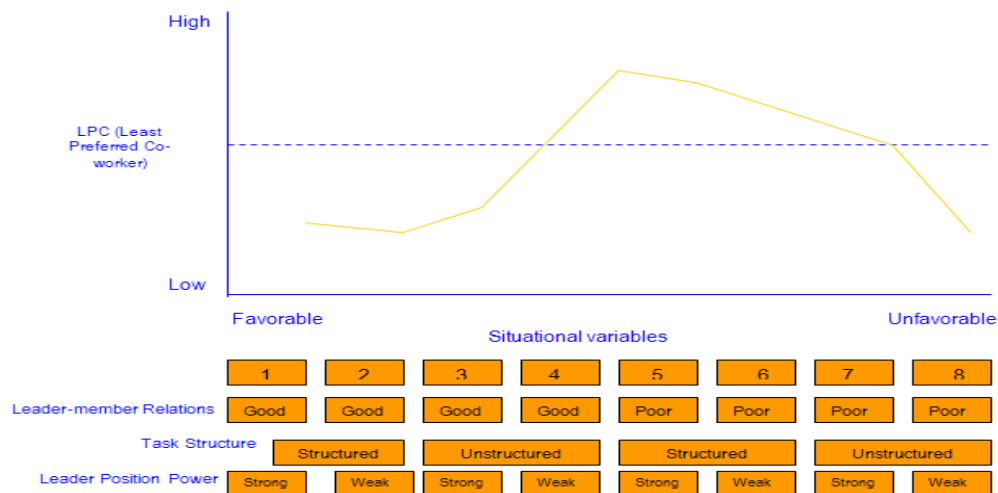 High
LPC (Least
Preferred Co-
worker)
Low
Favorable
Unfavorable
Situational variables
1 2 3 4 5 6 7 8
Leader-member Relations Good Good Good Good Poor Poor Poor Poor
Task Structure Structured Unstructured Structured Unstructured
Leader Position Power Strong Weak Strong Weak Strong Weak Strong Weak